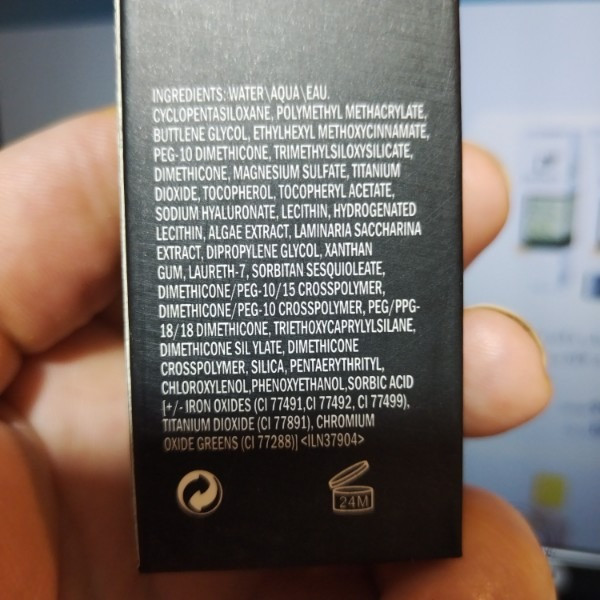 INGREDIENTS: WATER\AQUA\EAU.
CYCLOPENTASILOXANE, POLYMETHYL METHACRYLATE,
BUTTLENE GLYCOL, ETHYLHEXYL METHOXYCINNAMATE,
PEG-10 DIMETHICONE, TRIMETHYLSILOXYSILICATE,
DIMETHICONE, MAGNESIUM SULFATE, TITANIUM
DIOXIDE, TOCOPHEROL, TOCOPHERYL ACETATE,
SODIUM HYALURONATE, LECITHIN, HYDROGENATED
LECITHIN, ALGAE EXTRACT, LAMINARIA SACCHARINA
EXTRACT, DIPROPYLENE GLYCOL, XANTHAN
GUM, LAURETH-7, SORBITAN SESQUIOLEATE,
DIMETHICONE/PEG-10/15 CROSSPOLYMER,
DIMETHICONE/PEG-10 CROSSPOLYMER, PEG/PPG-
18/18 DIMETHICONE, TRIETHOXYCAPRYLYLSILANE,
DIMETHICONE SIL YLATE, DIMETHICONE
CROSSPOLYMER, SILICA, PENTAERYTHRITYL,
CHLOROXYLENOL,PHENOXYETHANOL,SORBIC ACID
[+/- IRON OXIDES (CI 77491,CI 77492, CI 77499),
TITANIUM DIOXIDE (CI 77891), CHROMIUM
OXIDE GREENS (CI 77288)] <ILN37904>
24M